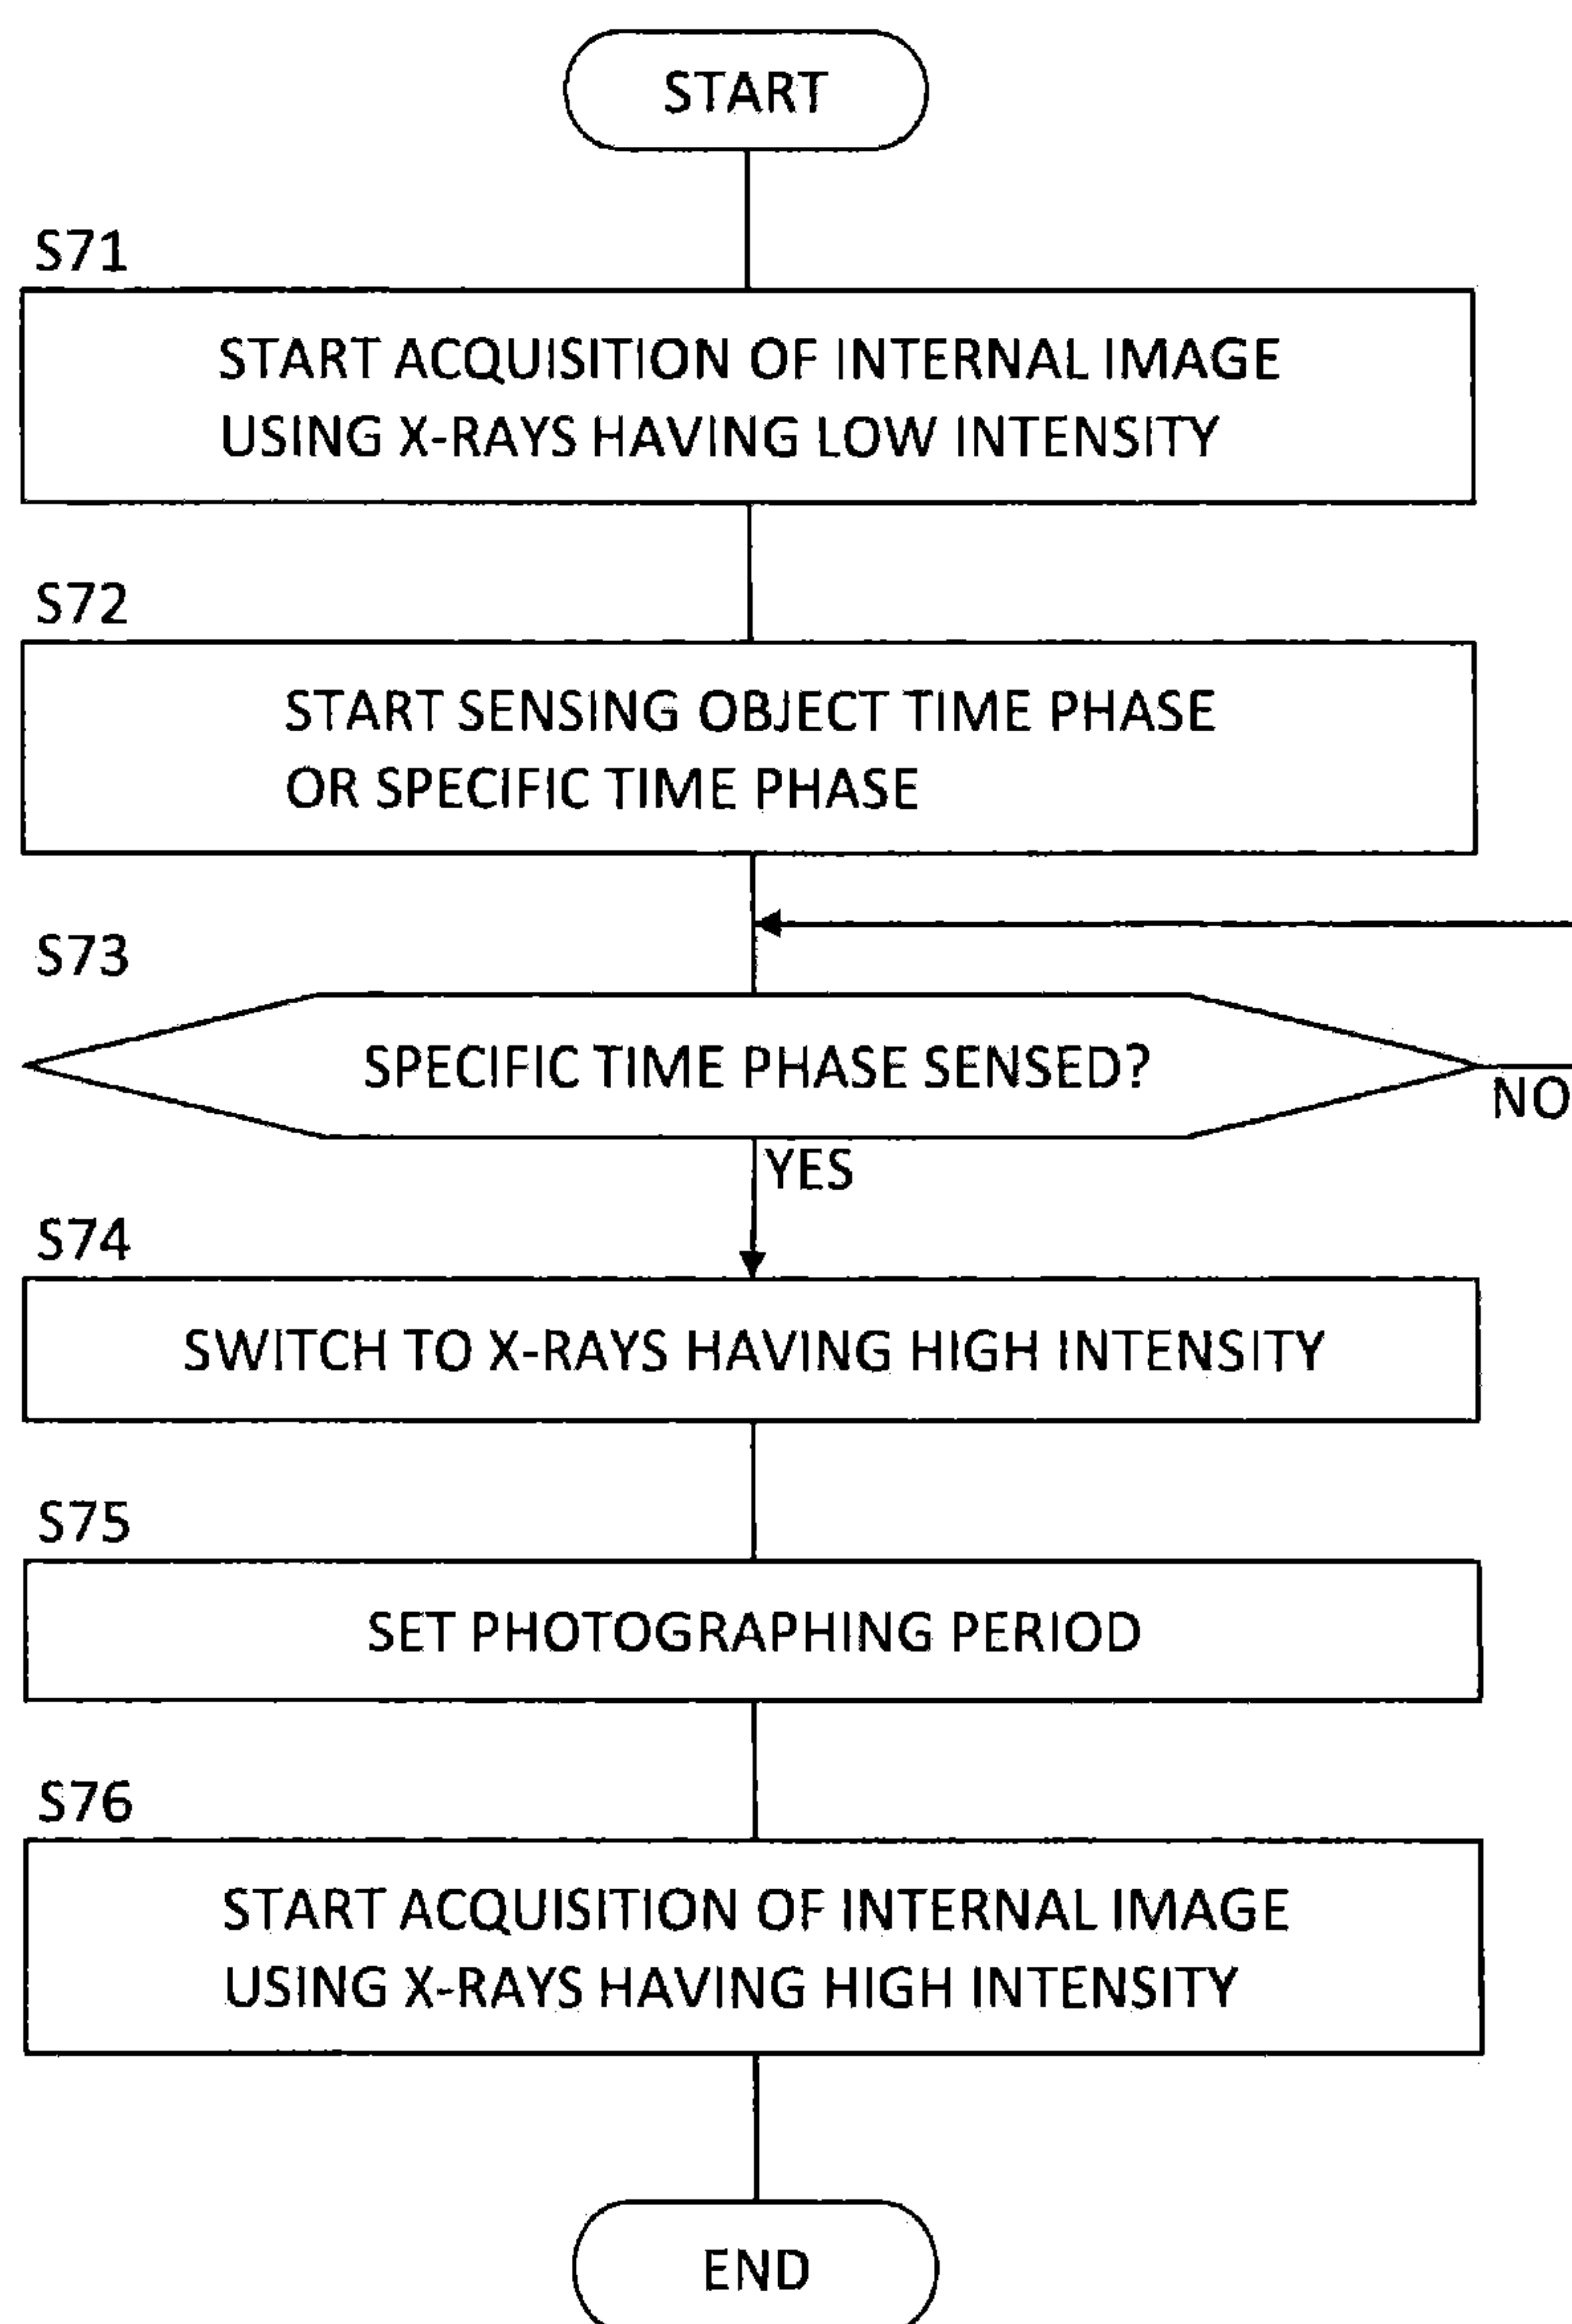 START
S71
START ACQUISITION OF INTERNAL IMAGE
USING X-RAYS HAVING LOW INTENSITY
S72
START SENSING OBJECT TIME PHASE
OR SPECIFIC TIME PHASE
S73
SPECIFIC TIME PHASE SENSED?
NO
YES
S74
SWITCH TO X-RAYS HAVING HIGH INTENSITY
S75
SET PHOTOGRAPHING PERIOD
S76
START ACQUISITION OF INTERNAL IMAGE
USING X-RAYS HAVING HIGH INTENSITY
END